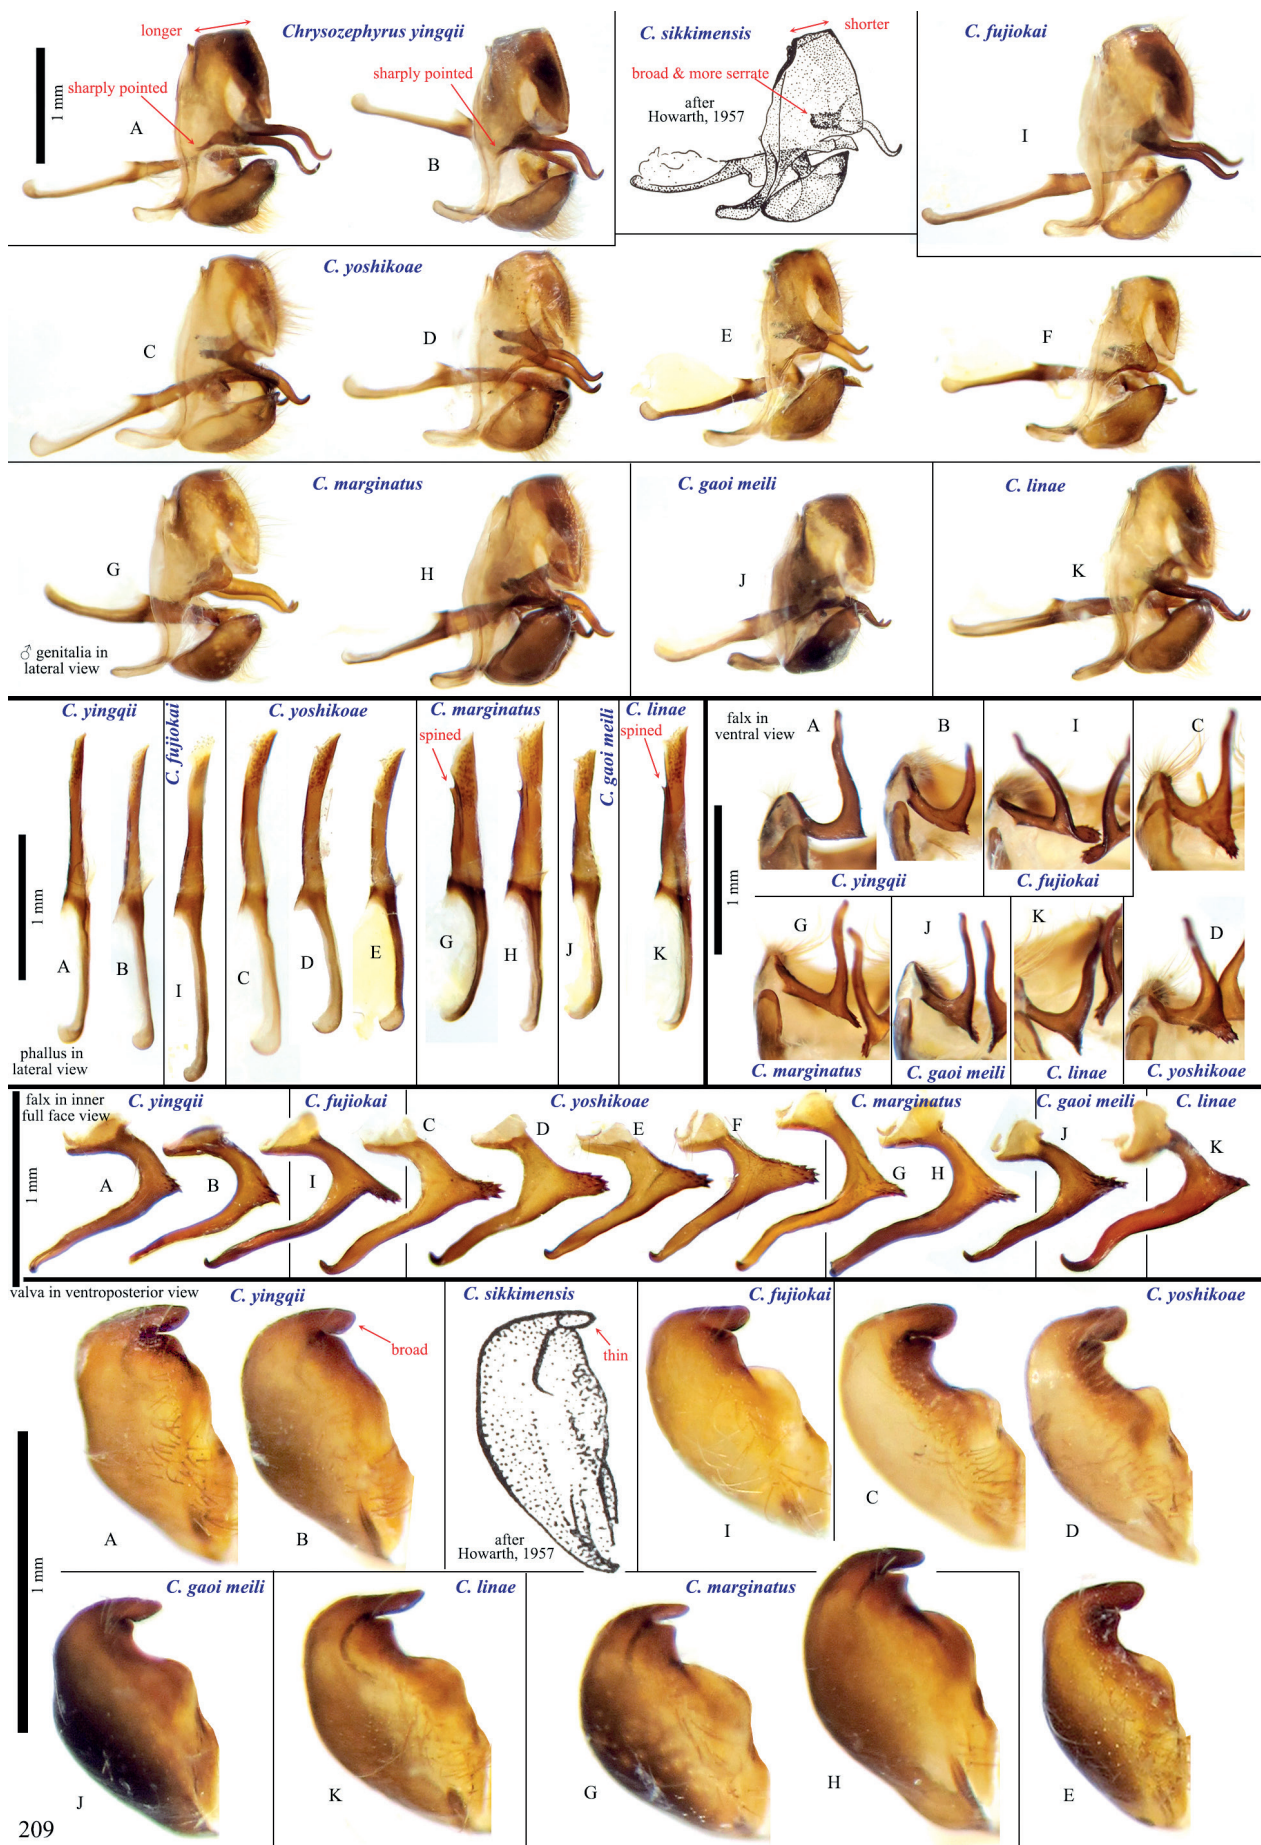 longer
Chrysozephyrus yingqii
sharply pointed
sharply pointed
1 mm
A
B
C. sikkimensis
shorter
broad & more serrate
after
Howarth, 1957
C. fujiokai
I
C. yoshikoae
C
D
E
F
C. marginatus
G
H
♂ genitalia in
lateral view
C. gaoi meili
J
C. linae
K
C. yingqii
C. fujiokai
C. yoshikoae
C. marginatus
spined
C. gaoi meili
C. linae
spined
1 mm
A
B
I
C
D
E
G
H
J
K
phallus in
lateral view
falx in
ventral view
A
B
I
C
1 mm
C. yingqii
C. fujiokai
G
J
K
D
C. marginatus
C. gaoi meili
C. linae
C. yoshikoae
falx in inner
full face view
C. yingqii
C. fujiokai
C. yoshikoae
C. marginatus
C. gaoi meili
C. linae
1 mm
A
B
I
C
D
E
F
G
H
J
K
valva in ventroposterior view
C. yingqii
broad
A
B
C. sikkimensis
thin
after
Howarth, 1957
C. fujiokai
I
C. yoshikoae
C
D
1 mm
C. gaoi meili
J
C. linae
K
C. marginatus
G
H
E
209